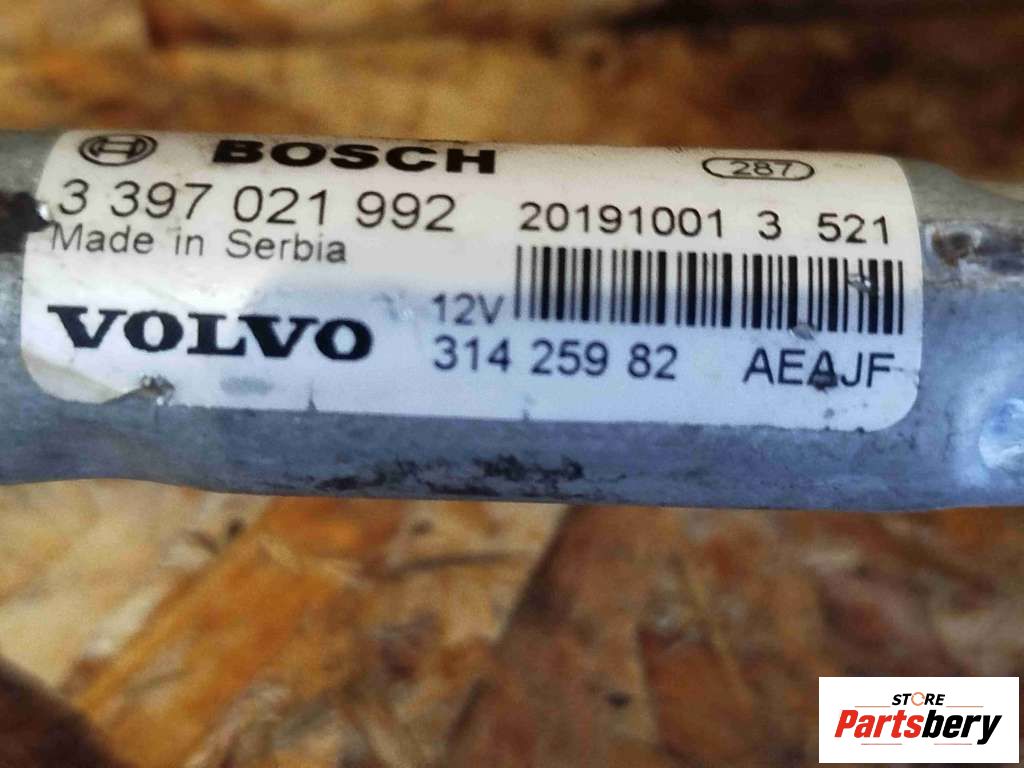 BOSCH 287
3 397 021 992 20191001 3 521
Made in Serbia
12V
VOLVO 314 259 82 AEAJF
STORE
Partsbery